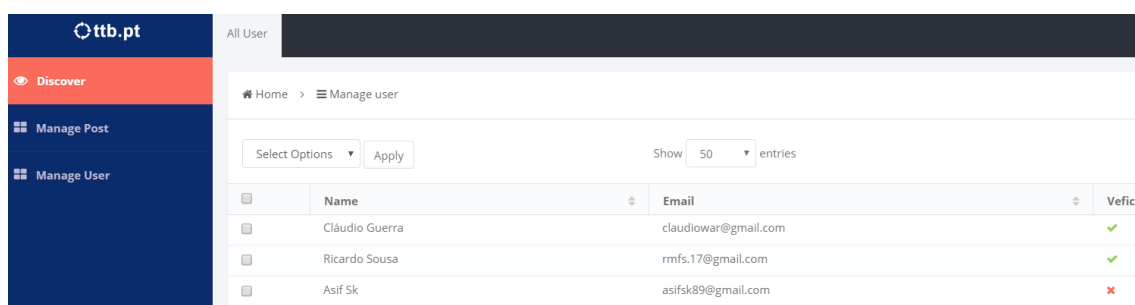 ttb.pt
All User
Discover
Home > Manage user
Manage Post
Select Options Apply Show 50 entries
Manage User
Name Email Vefic
Cláudio Guerra claudiowar@gmail.com
Ricardo Sousa rmfs.17@gmail.com
Asif Sk asifsk89@gmail.com